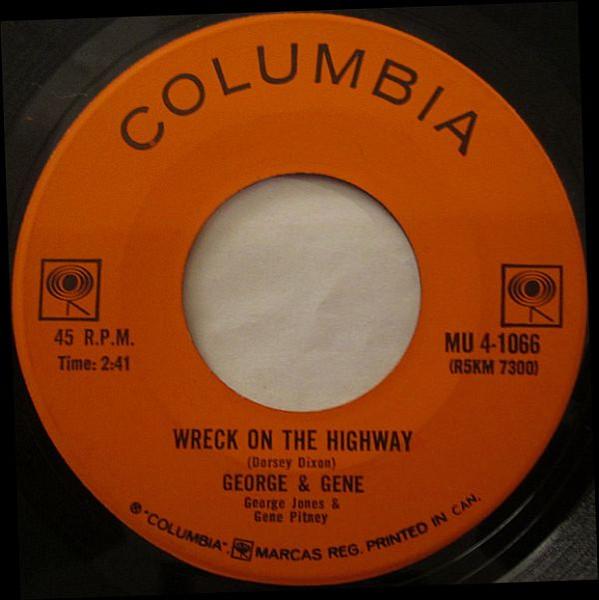 COLUMBIA
45 R.P.M.
Time: 2:41
MU 4-1066
(R5KM 7300)
WRECK ON THE HIGHWAY
(Dorsey Dixon)
GEORGE & GENE
George Jones &
Gene Pitney
® "COLUMBIA", MARCAS REG. PRINTED IN CAN.